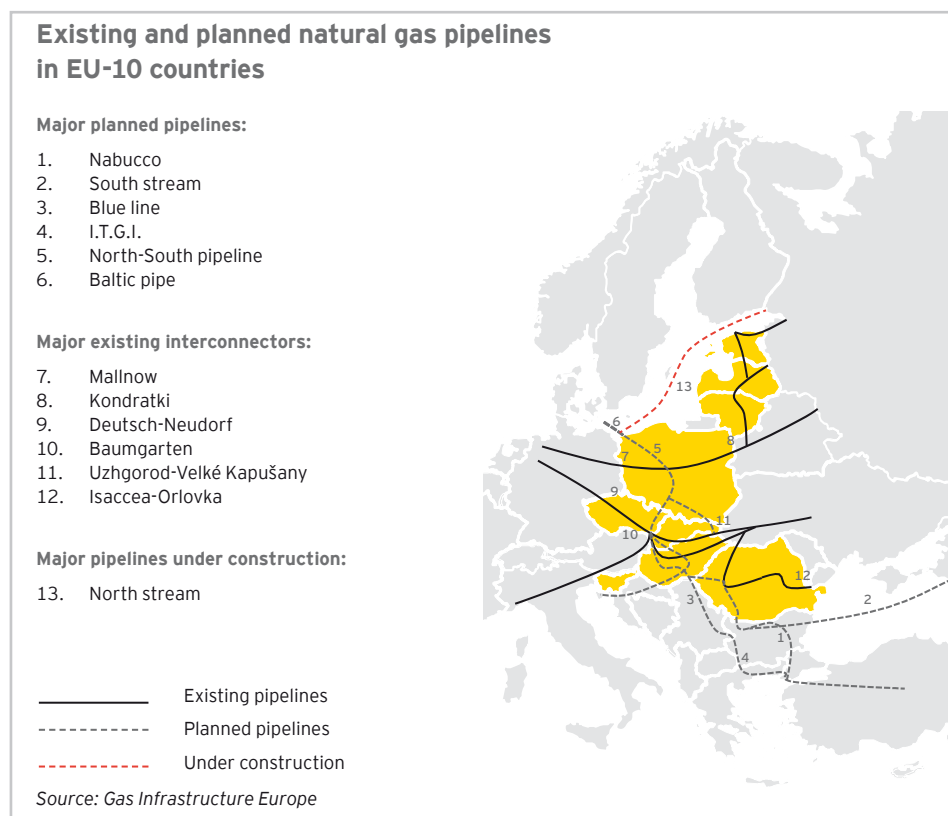 Existing and planned natural gas pipelines
in EU-10 countries
Major planned pipelines:
1. Nabucco
2. South stream
3. Blue line
4. I.T.G.I.
5. North-South pipeline
6. Baltic pipe
Major existing interconnectors:
7. Mallnow
8. Kondratki
9. Deutsch-Neudorf
10. Baumgarten
11. Uzhgorod-Velké Kapušany
12. Isaccea-Orlovka
Major pipelines under construction:
13. North stream
Existing pipelines
Planned pipelines
Under construction
Source: Gas Infrastructure Europe
13
6
5
8
7
9
11
10
12
3
2
1
4